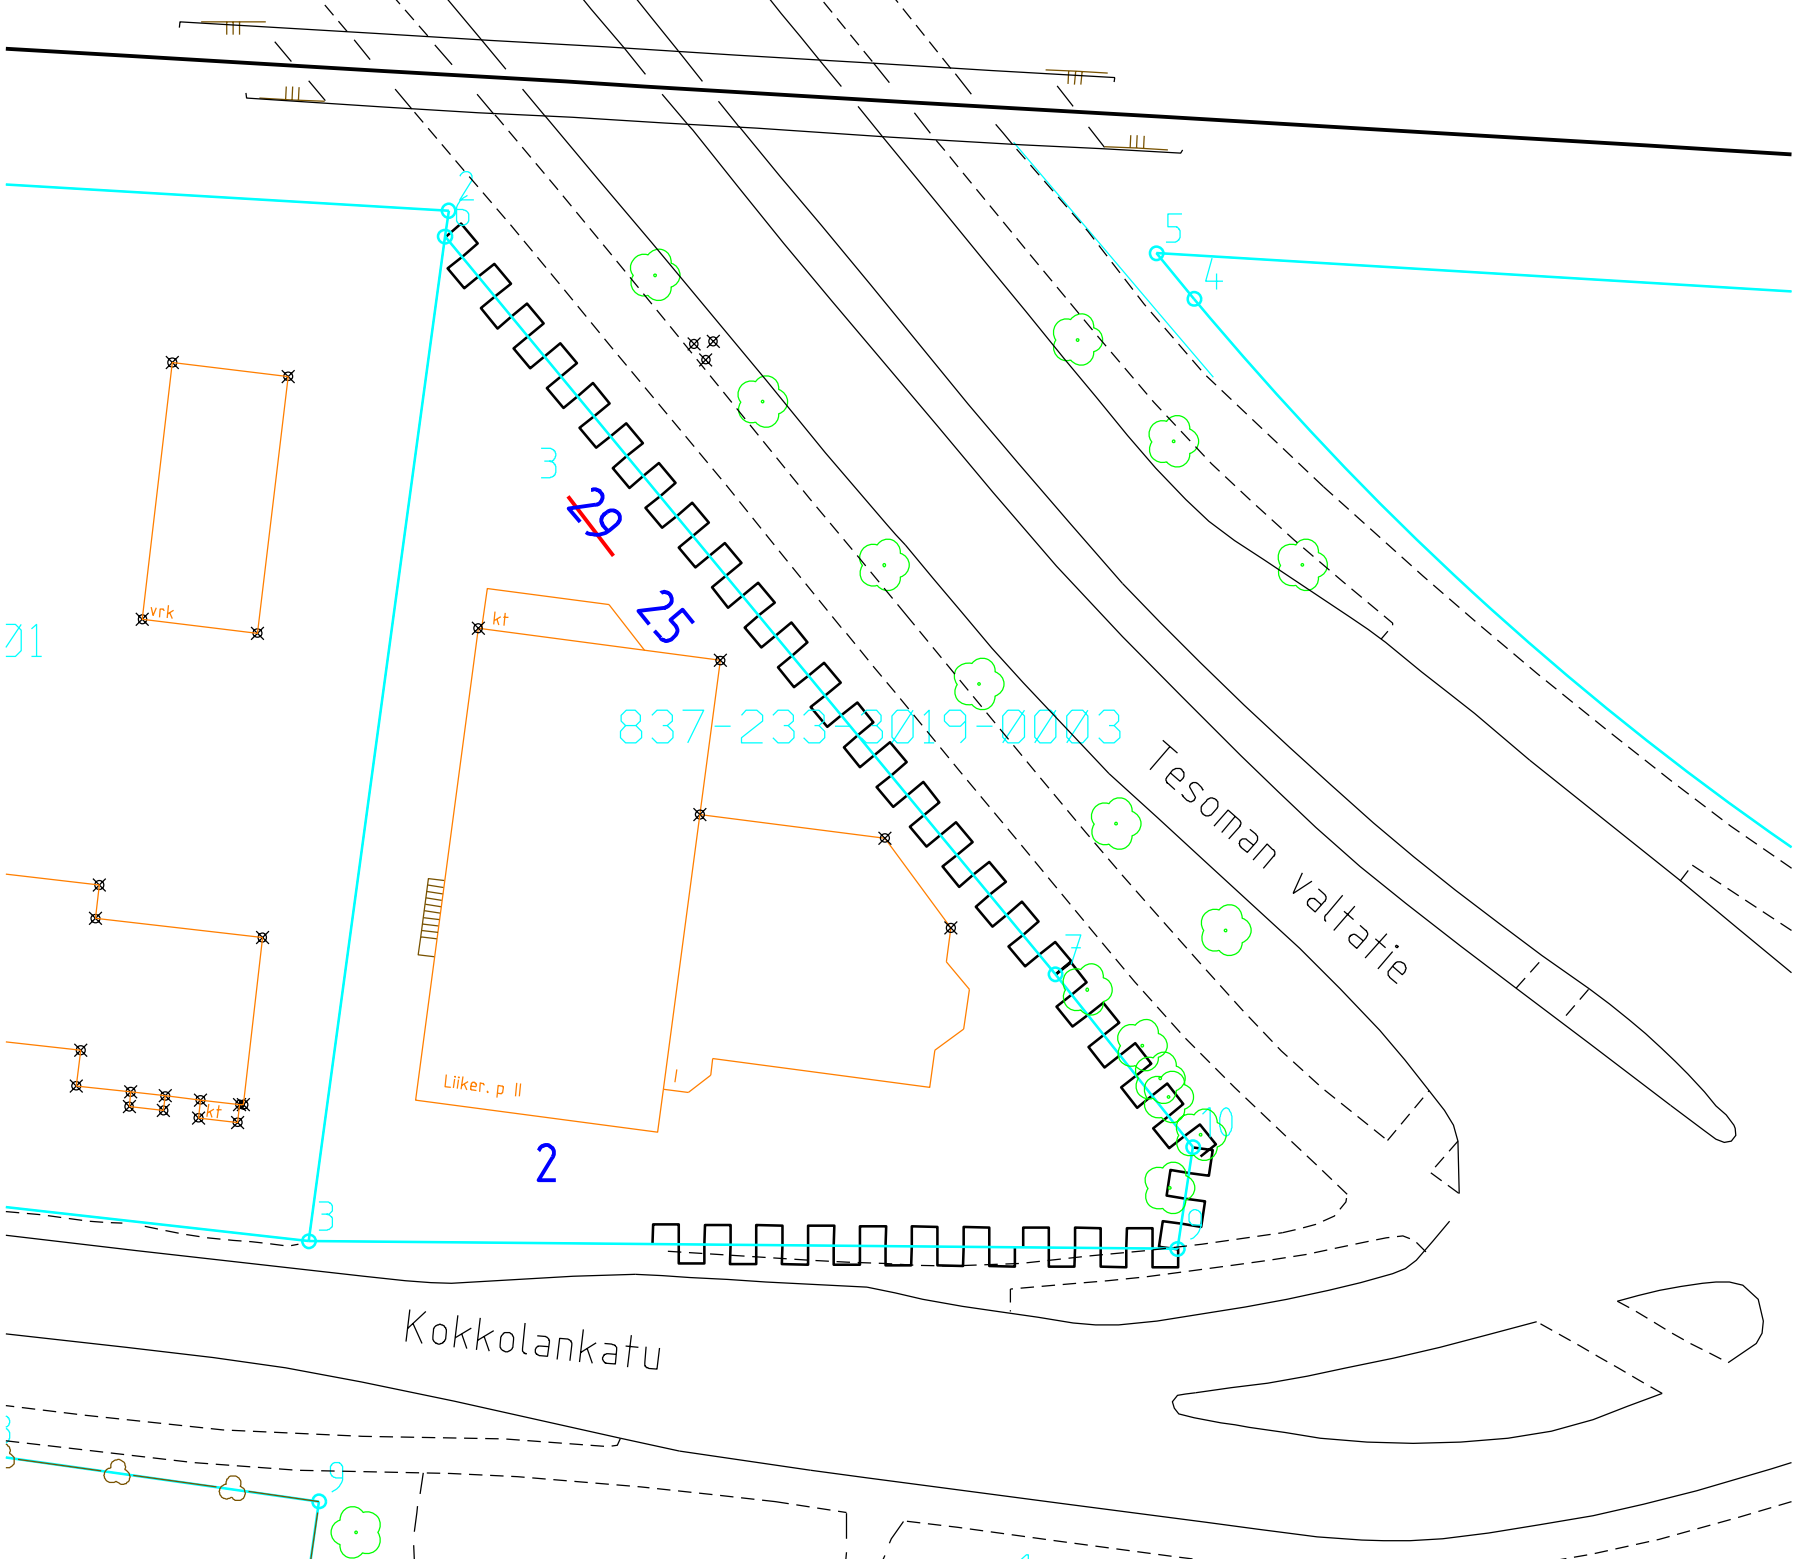 2
5
4
3
29
vrk
kt
25
01
837-233-3019-0003
Tesoman valtatie
7
Liiker. p II
I
kt
10
2
3
9
Kokkolankatu
9